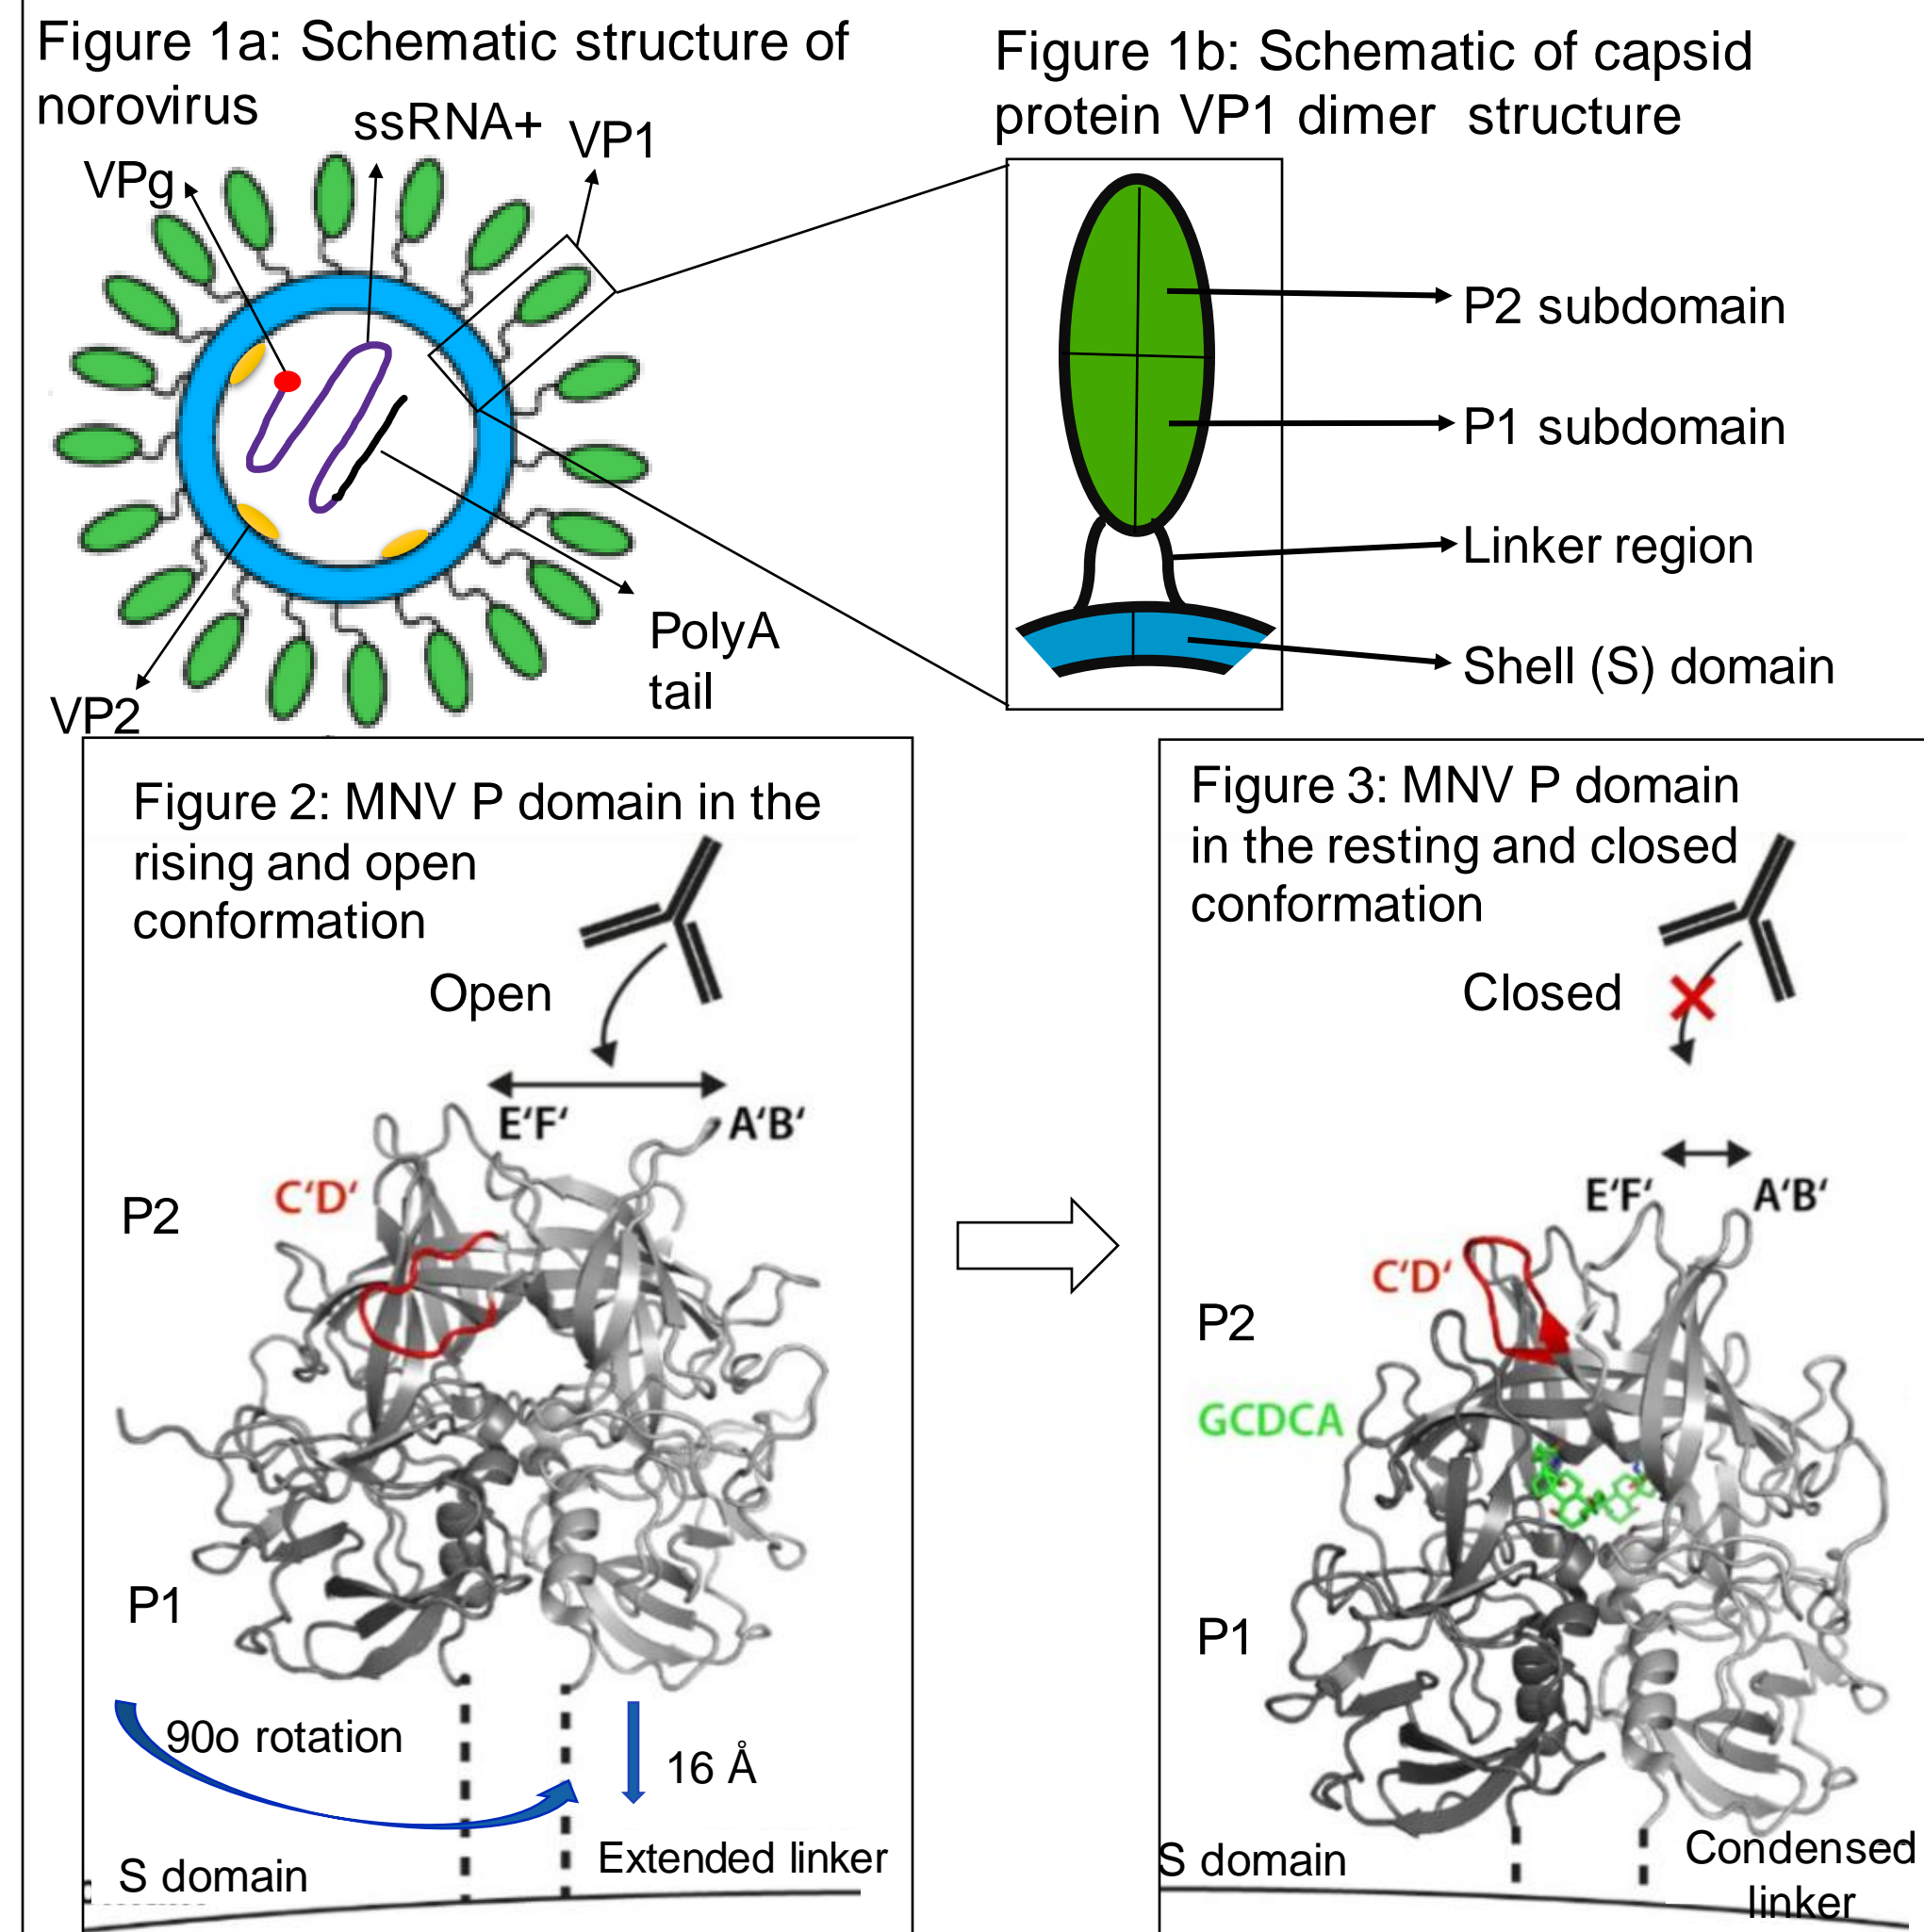 Figure 1a: Schematic structure of
norovirus
ssRNA+
VP1
VPg
PolyA
tail
VP2
Figure 1b: Schematic of capsid
protein VP1 dimer structure
P2 subdomain
P1 subdomain
Linker region
Shell (S) domain
Figure 2: MNV P domain in the
rising and open
conformation
Open
E‘F‘
A‘B‘
C‘D‘
P2
P1
90o rotation
16 Å
Extended linker
S domain
Figure 3: MNV P domain
in the resting and closed
conformation
Closed
E‘F‘
A‘B‘
C‘D‘
P2
GCDCA
P1
S domain
Condensed
linker